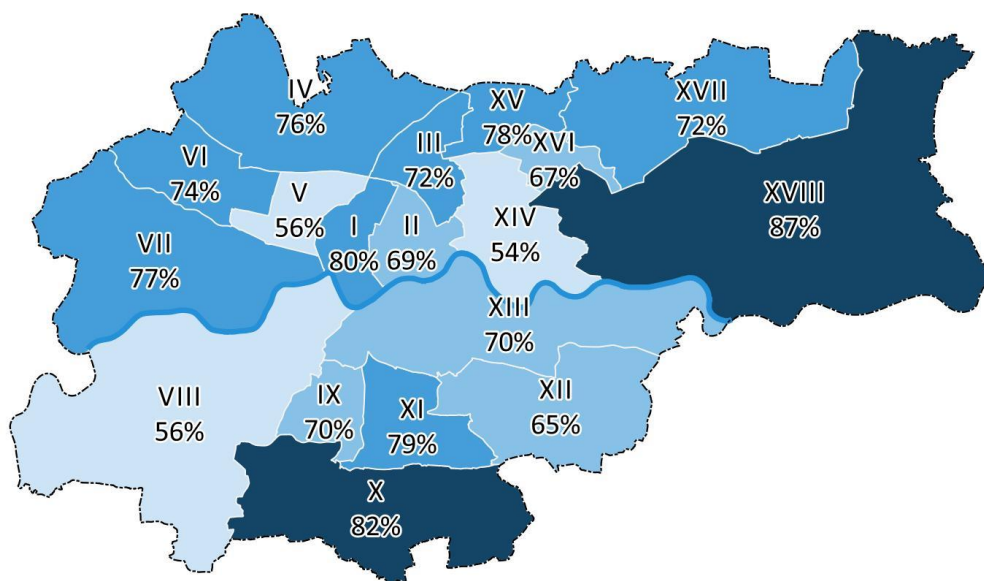 IV
76%
XV
78%
XVII
72%
III
72%
XVI
67%
VI
74%
V
56%
XVIII
87%
I
80%
II
69%
XIV
54%
VII
77%
XIII
70%
VIII
56%
IX
70%
XI
79%
XII
65%
X
82%